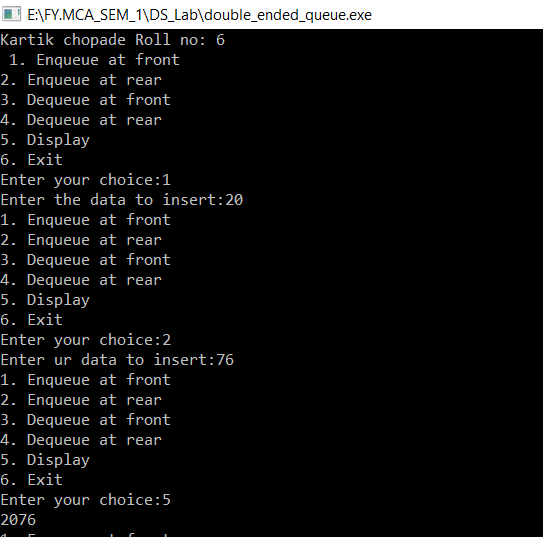 E:\FY.MCA_SEM_1\DS_Lab\double_ended_queue.exe
Kartik chopade Roll no: 6
 1. Enqueue at front
2. Enqueue at rear
3. Dequeue at front
4. Dequeue at rear
5. Display
6. Exit
Enter your choice:1
Enter the data to insert:20
1. Enqueue at front
2. Enqueue at rear
3. Dequeue at front
4. Dequeue at rear
5. Display
6. Exit
Enter your choice:2
Enter ur data to insert:76
1. Enqueue at front
2. Enqueue at rear
3. Dequeue at front
4. Dequeue at rear
5. Display
6. Exit
Enter your choice:5
2076
1. Enqueue at front